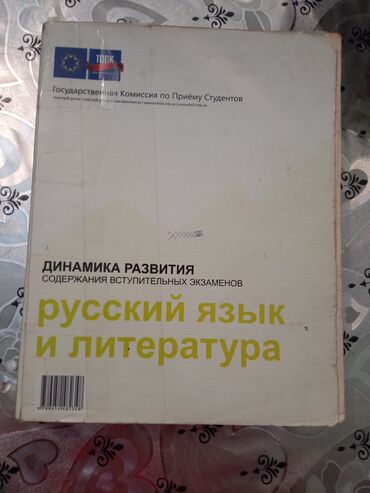 TQDK
Государственная Комиссия по Приёму Студентов
ДИНАМИКА РАЗВИТИЯ
СОДЕРЖАНИЯ ВСТУПИТЕЛЬНЫХ ЭКЗАМЕНОВ
русский язык
и литература